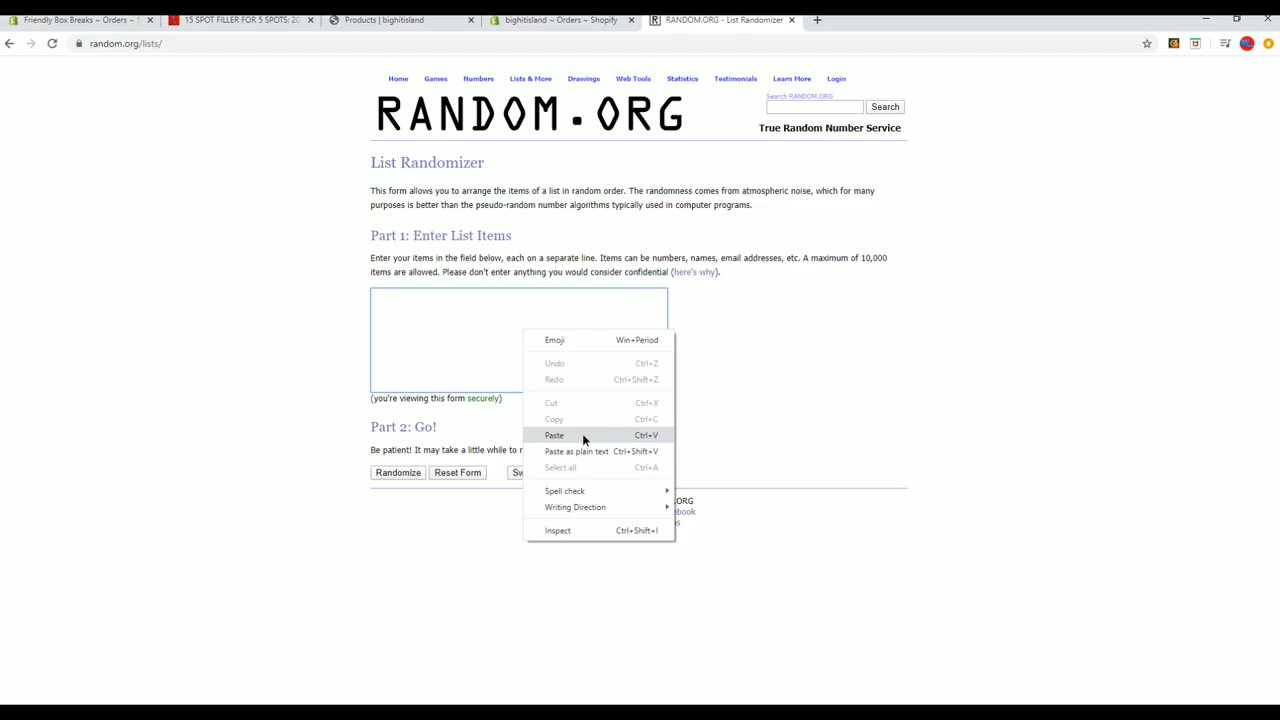 Friendly Box Breaks ~ Orders ~ S
15 SPOT FILLER FOR 5 SPOTS: 20
Products | bighitisland
bighitisland ~ Orders ~ Shopify
RANDOM.ORG - List Randomizer
random.org/lists/
Home Games Numbers Lists & More Drawings Web Tools Statistics Testimonials Learn More Login
Search RANDOM.ORG
Search
RANDOM.ORG
True Random Number Service
List Randomizer
This form allows you to arrange the items of a list in random order. The randomness comes from atmospheric noise, which for many
purposes is better than the pseudo-random number algorithms typically used in computer programs.
Part 1: Enter List Items
Enter your items in the field below, each on a separate line. Items can be numbers, names, email addresses, etc. A maximum of 10,000
items are allowed. Please don't enter anything you would consider confidential (here's why).
Emoji Win+Period
Undo Ctrl+Z
Redo Ctrl+Shift+Z
Cut Ctrl+X
Copy Ctrl+C
Paste Ctrl+V
Paste as plain text Ctrl+Shift+V
Select all Ctrl+A
Spell check
Writing Direction
Inspect Ctrl+Shift+I
(you're viewing this form securely)
Part 2: Go!
Be patient! It may take a little while to r
Randomize Reset Form Sw
ORG
ebook
s